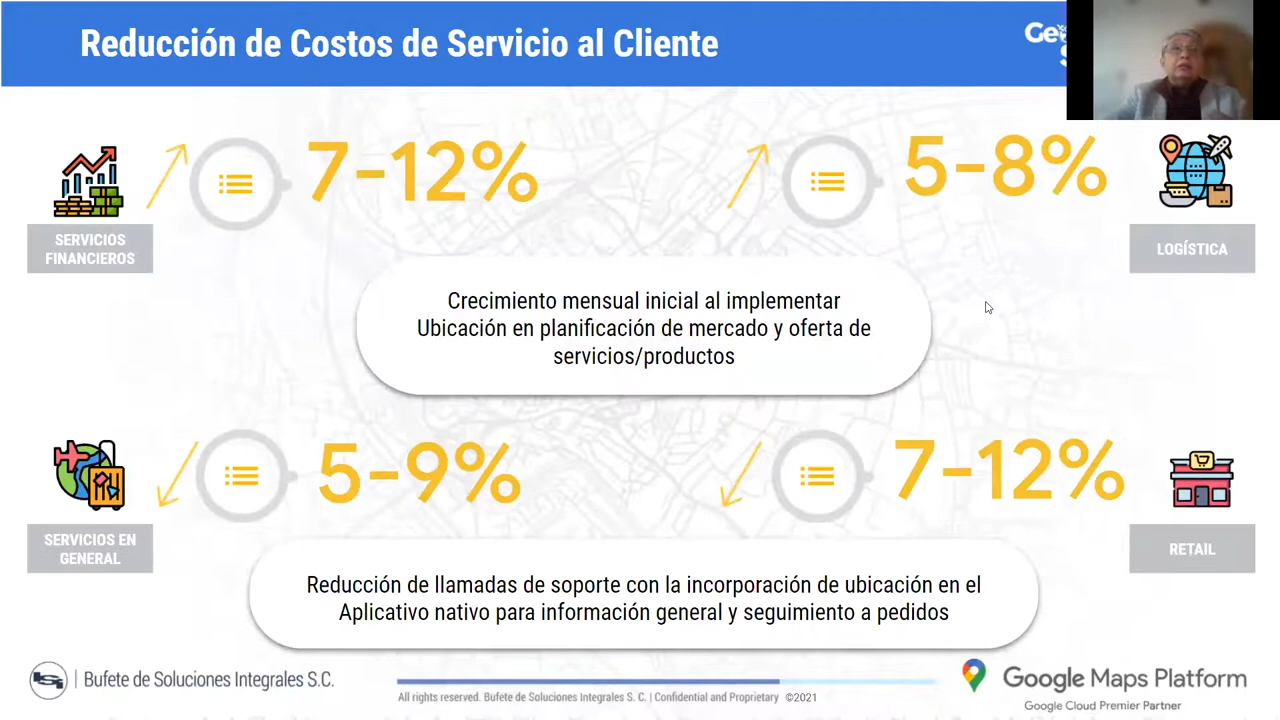 Reducción de Costos de Servicio al Cliente
7-12%
5-8%
SERVICIOS
FINANCIEROS
LOGÍSTICA
Crecimiento mensual inicial al implementar
Ubicación en planificación de mercado y oferta de
servicios/productos
5-9%
7-12%
SERVICIOS EN
GENERAL
RETAIL
Reducción de llamadas de soporte con la incorporación de ubicación en el
Aplicativo nativo para información general y seguimiento a pedidos
Bufete de Soluciones Integrales S.C.
All rights reserved. Bufete de Soluciones Integrales S. C. | Confidential and Proprietary ©2021
Google Maps Platform
Google Cloud Premier Partner